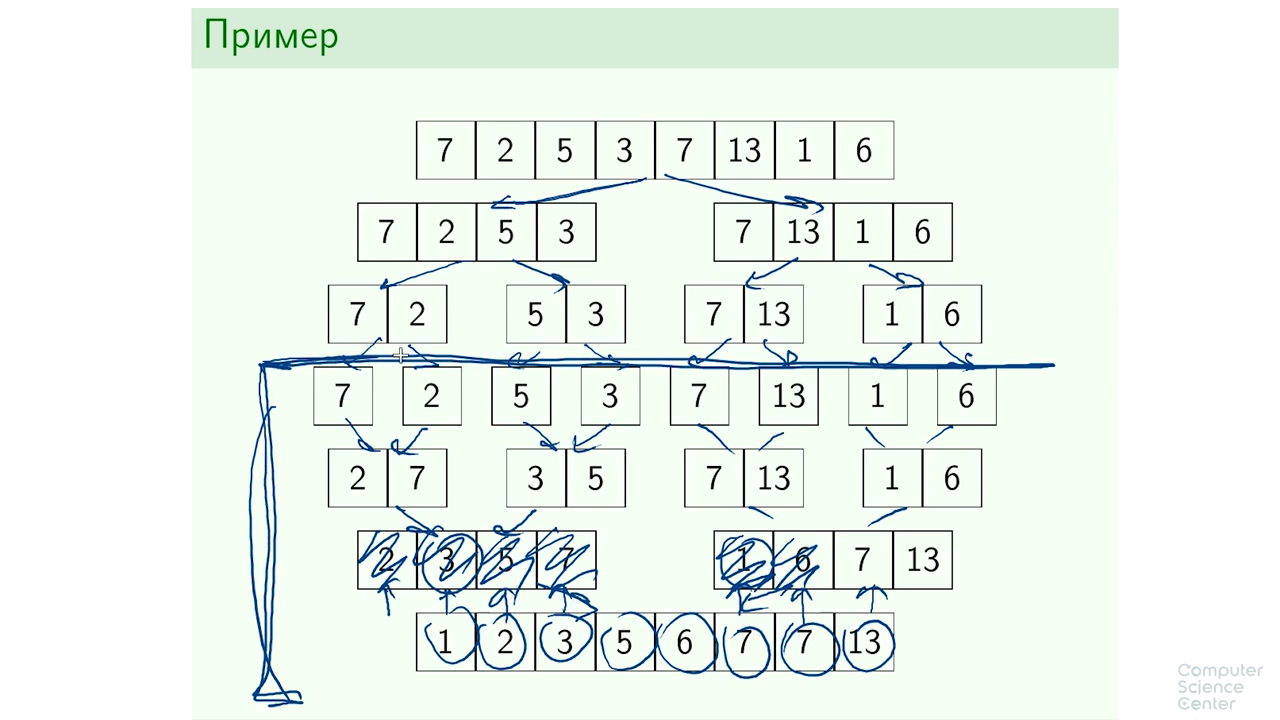 Пример
7 2 5 3 7 13 1 6
7 2 5 3 7 13 1 6
7 2 5 3 7 13 1 6
7 2 5 3 7 13 1 6
2 7 3 5 7 13 1 6
2 3 5 7 1 6 7 13
1 2 3 5 6 7 7 13
Computer
Science
Center